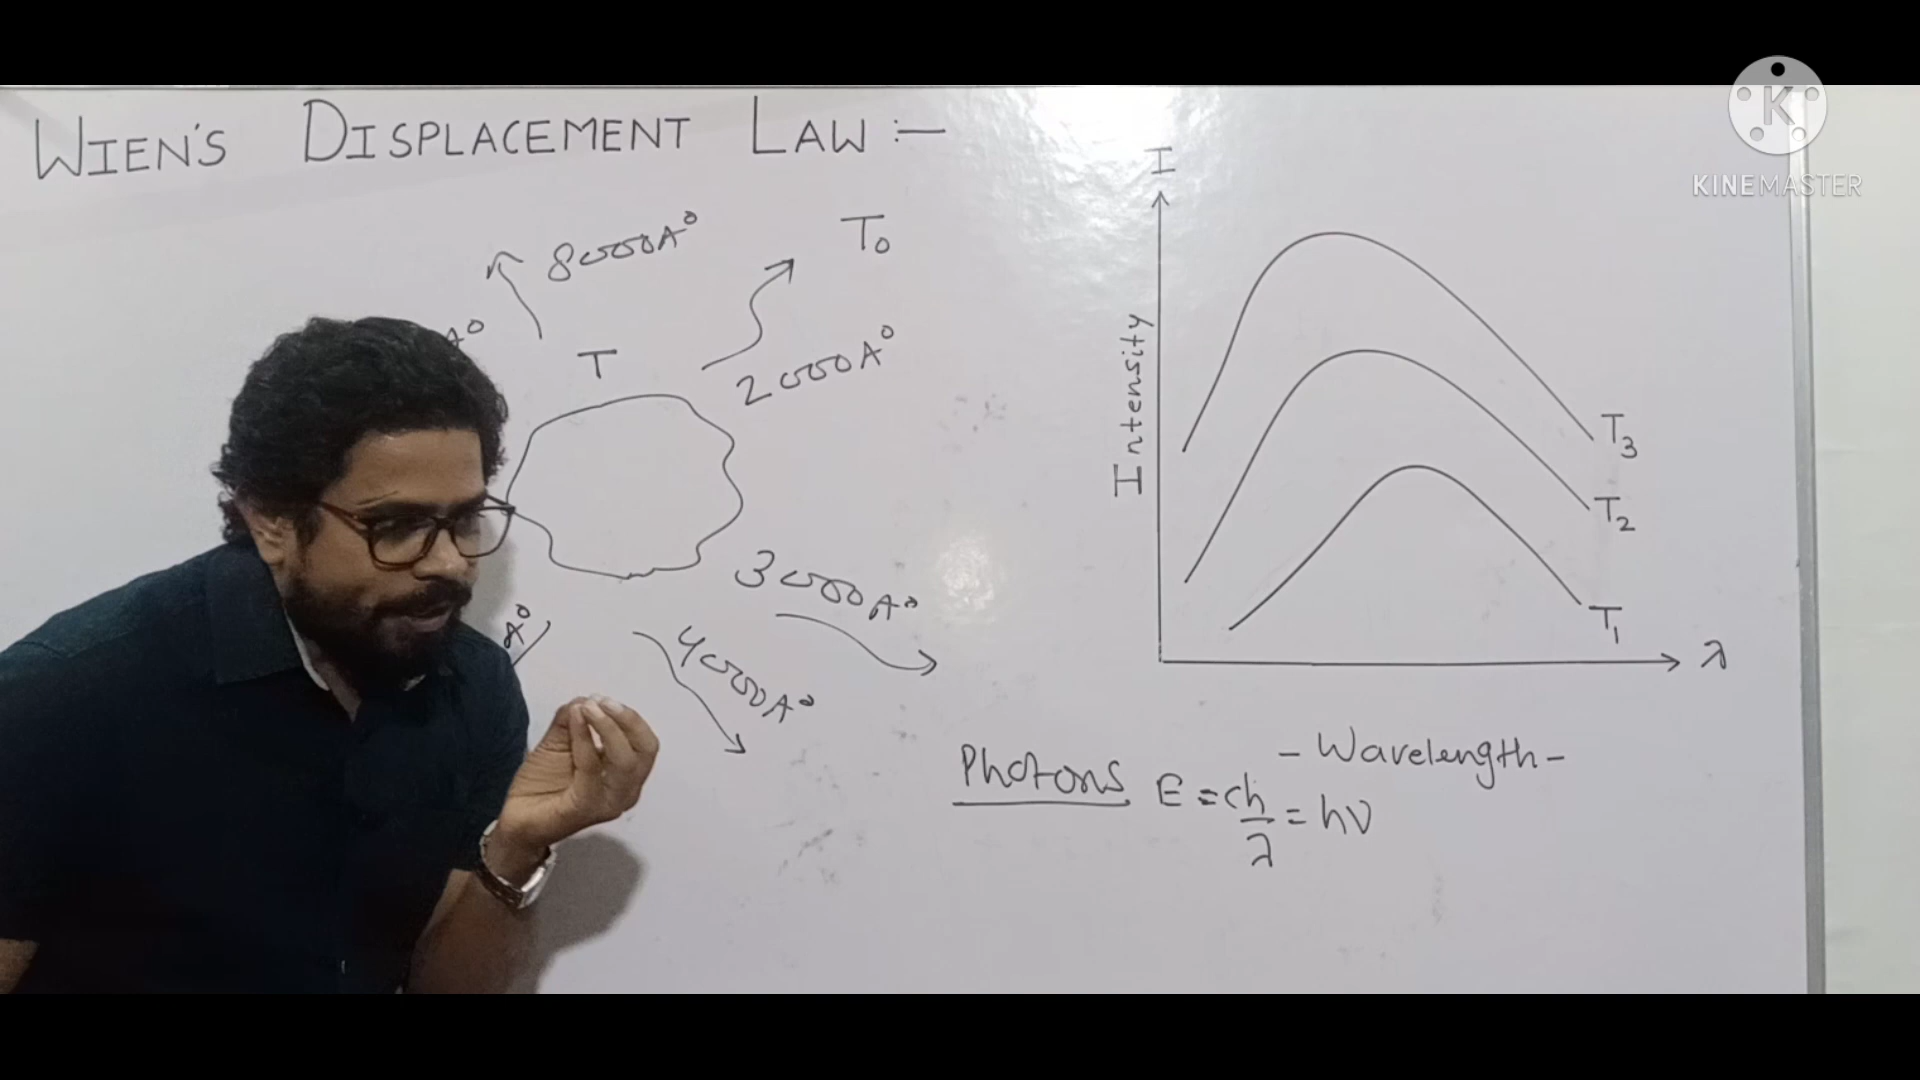 WIEN'S DISPLACEMENT LAW :-
8000A°
T₀
A°
T
2000A°
3000A°
4000A°
A°
I
Intensity
T₃
T₂
T₁
λ
- Wavelength -
Photons E = ch/λ = hν
K
KINEMASTER